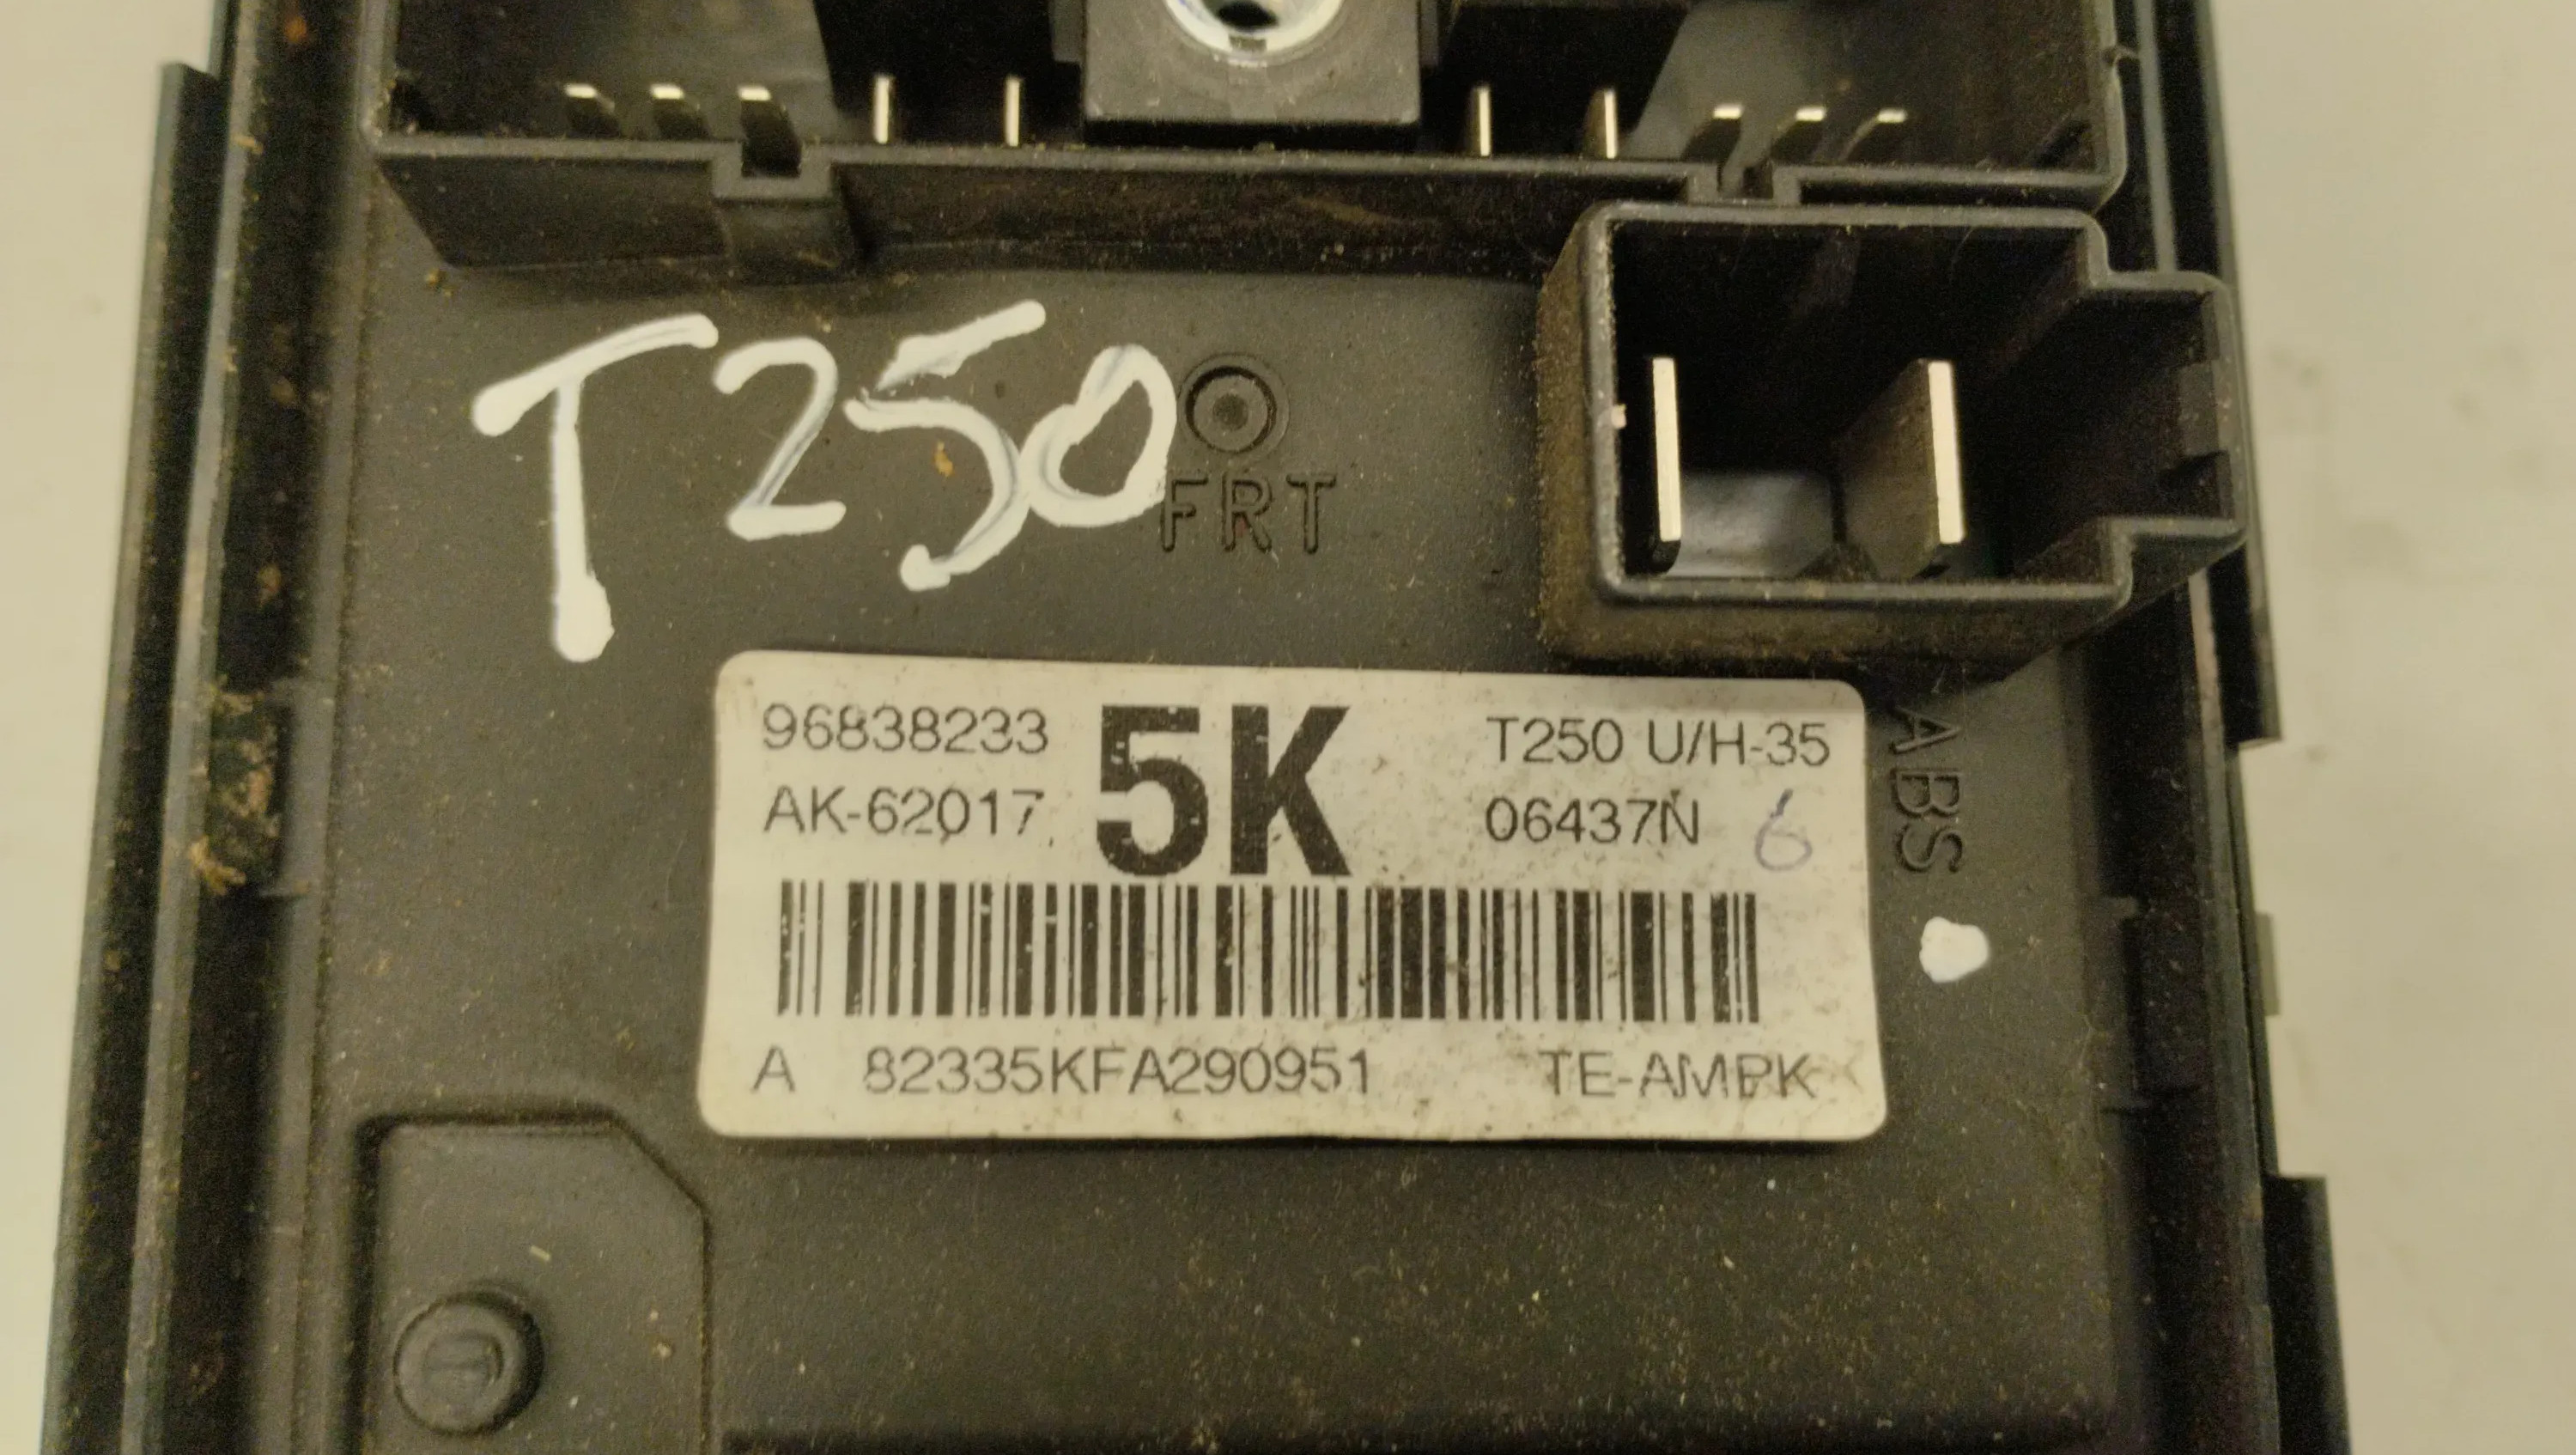 T250
FRT
96838233 5K T250 U/H-35
AK-62017 06437N 6
A 82335KFA290951 TE-AMPK
ABS